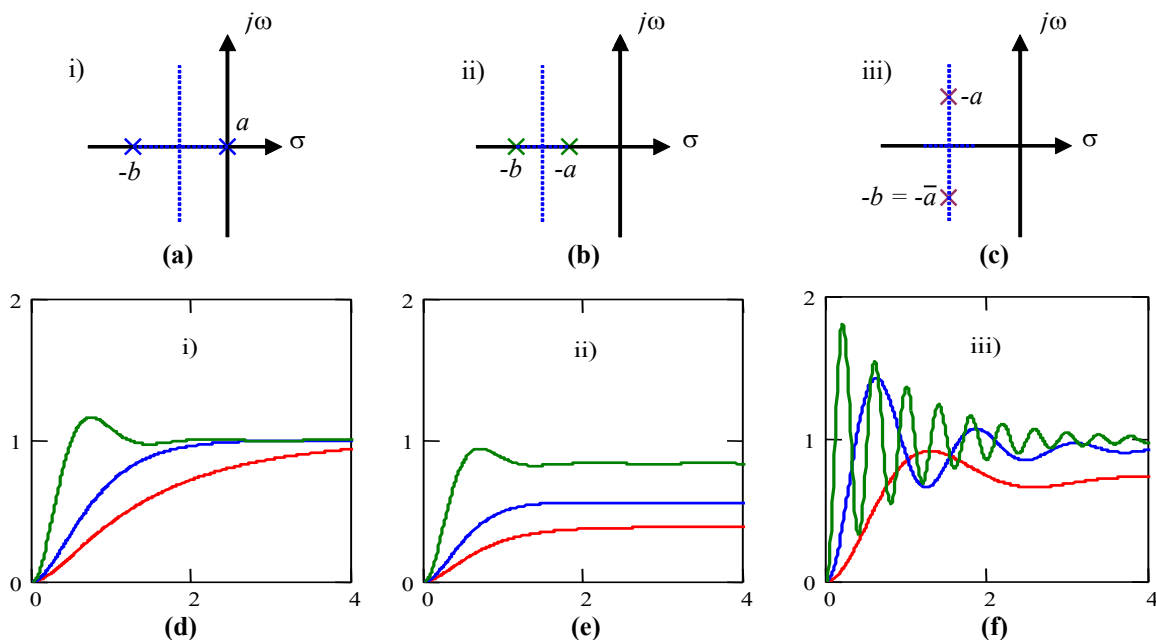 jω
i)
a
σ
-b
(a)
jω
ii)
σ
-b
-a
(b)
jω
iii)
-a
σ
-b = -a̅
(c)
2
i)
1
0
0
2
4
(d)
2
ii)
1
0
0
2
4
(e)
2
iii)
1
0
0
2
4
(f)